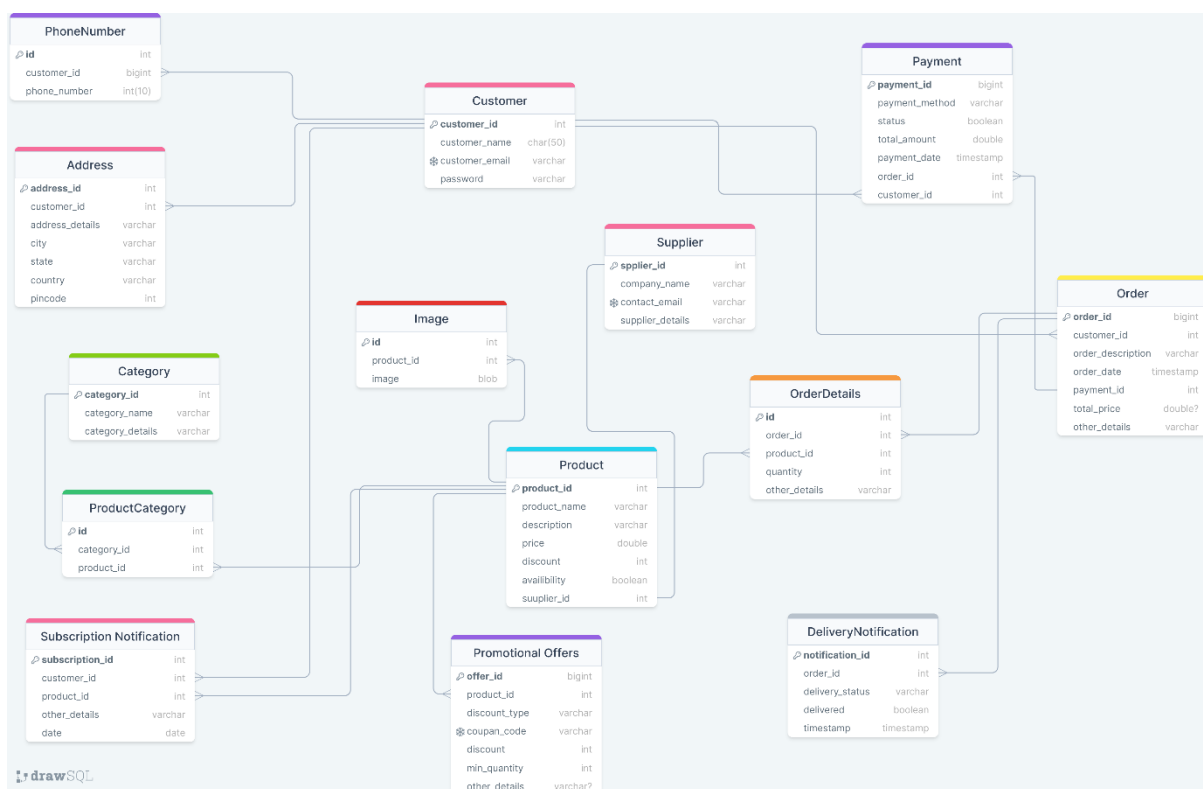 PhoneNumber
id int
customer_id bigint
phone_number int(10)
Address
address_id int
customer_id int
address_details varchar
city varchar
state varchar
country varchar
pincode int
Customer
customer_id int
customer_name char(50)
customer_email varchar
password varchar
Payment
payment_id bigint
payment_method varchar
status boolean
total_amount double
payment_date timestamp
order_id int
customer_id int
Supplier
spplier_id int
company_name varchar
contact_email varchar
supplier_details varchar
Order
order_id bigint
customer_id int
order_description varchar
order_date timestamp
payment_id int
total_price double?
other_details varchar
Image
id int
product_id int
image blob
Category
category_id int
category_name varchar
category_details varchar
OrderDetails
id int
order_id int
product_id int
quantity int
other_details varchar
Product
product_id int
product_name varchar
description varchar
price double
discount int
availibility boolean
suuplier_id int
ProductCategory
id int
category_id int
product_id int
Subscription Notification
subscription_id int
customer_id int
product_id int
other_details varchar
date date
Promotional Offers
offer_id bigint
product_id int
discount_type varchar
coupan_code varchar
discount int
min_quantity int
other_details varchar?
DeliveryNotification
notification_id int
order_id int
delivery_status varchar
delivered boolean
timestamp timestamp
drawSQL